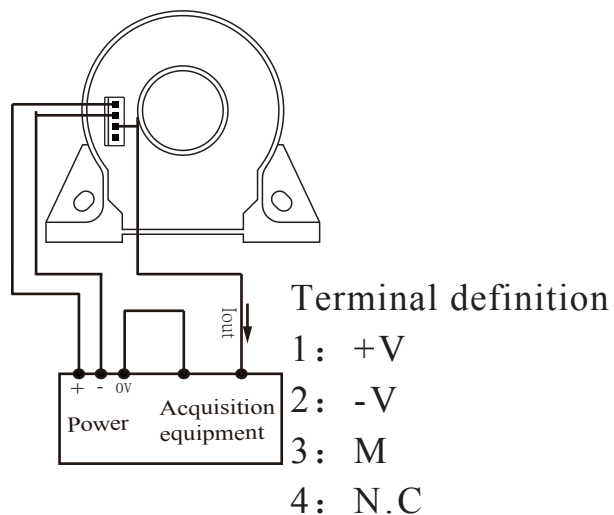 Iout
Terminal definition
1： +V
2： -V
3： M
4： N.C
+ - 0V
Power
Acquisition
equipment